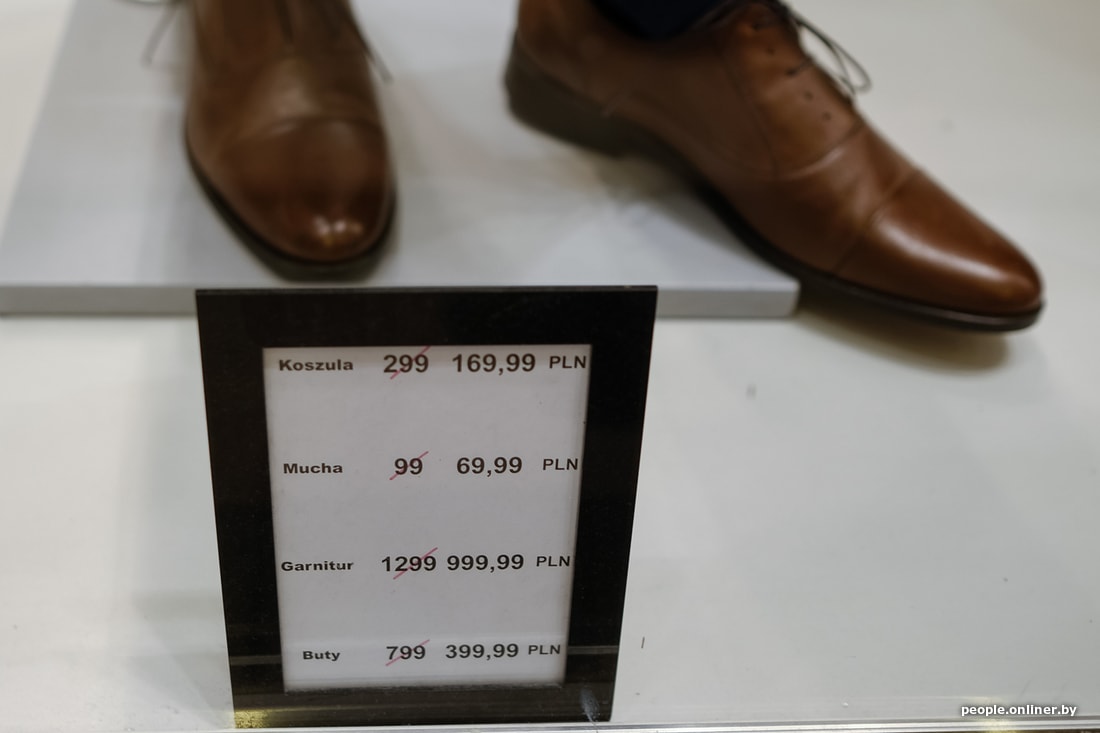 Koszula 299 169,99 PLN
Mucha 99 69,99 PLN
Garnitur 1299 999,99 PLN
Buty 799 399,99 PLN
people.onliner.by